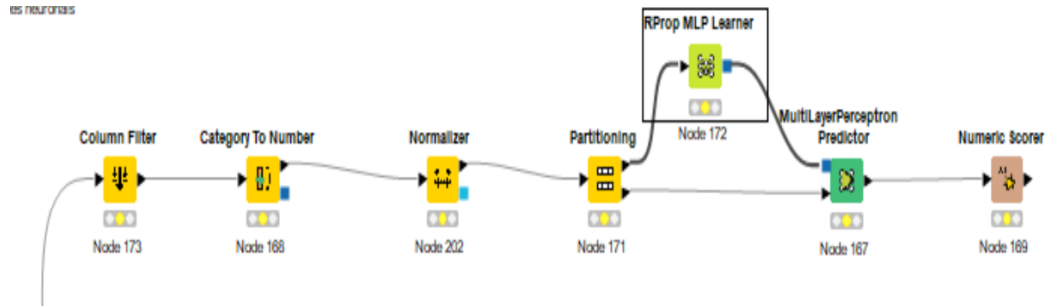 es neuronais
RProp MLP Learner
Node 172
MultiLayerPerceptron
Predictor
Column Filter
Category To Number
Normalizer
Partitioning
Numeric Scorer
Node 173
Node 168
Node 202
Node 171
Node 167
Node 169